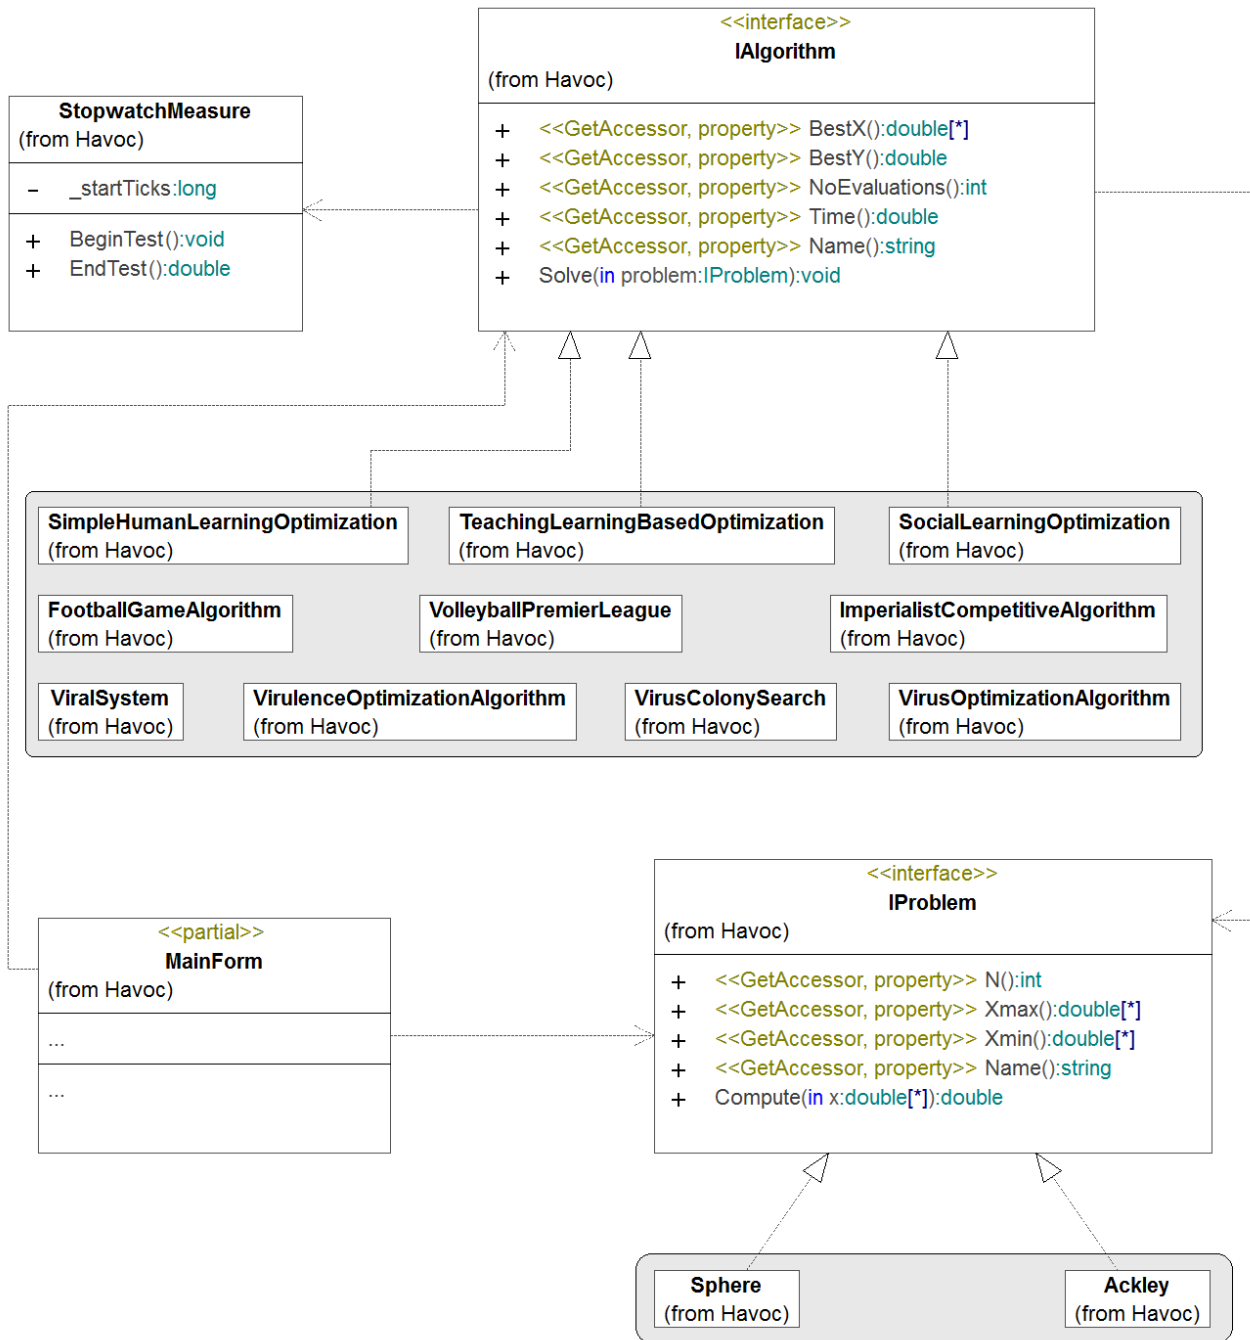 <<interface>>
IAlgorithm
(from Havoc)
+ <<GetAccessor, property>> BestX():double[*]
+ <<GetAccessor, property>> BestY():double
+ <<GetAccessor, property>> NoEvaluations():int
+ <<GetAccessor, property>> Time():double
+ <<GetAccessor, property>> Name():string
+ Solve(in problem:IProblem):void
StopwatchMeasure
(from Havoc)
- _startTicks:long
+ BeginTest():void
+ EndTest():double
SimpleHumanLearningOptimization
(from Havoc)
TeachingLearningBasedOptimization
(from Havoc)
SocialLearningOptimization
(from Havoc)
FootballGameAlgorithm
(from Havoc)
VolleyballPremierLeague
(from Havoc)
ImperialistCompetitiveAlgorithm
(from Havoc)
ViralSystem
(from Havoc)
VirulenceOptimizationAlgorithm
(from Havoc)
VirusColonySearch
(from Havoc)
VirusOptimizationAlgorithm
(from Havoc)
<<partial>>
MainForm
(from Havoc)
...
...
<<interface>>
IProblem
(from Havoc)
+ <<GetAccessor, property>> N():int
+ <<GetAccessor, property>> Xmax():double[*]
+ <<GetAccessor, property>> Xmin():double[*]
+ <<GetAccessor, property>> Name():string
+ Compute(in x:double[*]):double
Sphere
(from Havoc)
Ackley
(from Havoc)